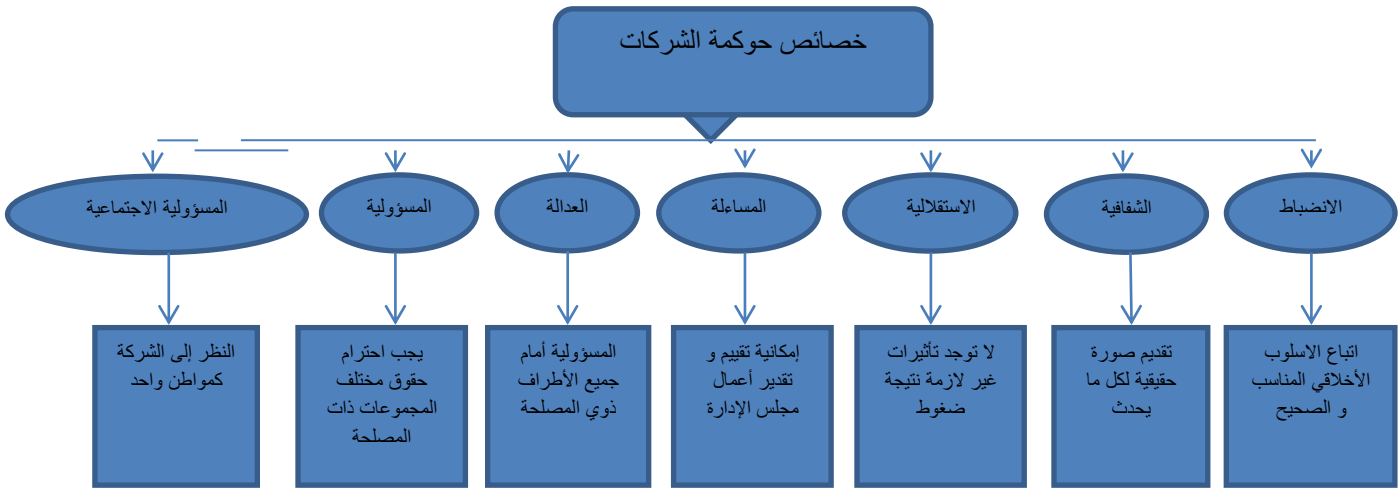 خصائص حوكمة الشركات
الانضباط
الشفافية
الاستقلالية
المساءلة
العدالة
المسؤولية
المسؤولية الاجتماعية
اتباع الاسلوب
الأخلاقي المناسب
و الصحيح
تقديم صورة
حقيقية لكل ما
يحدث
لا توجد تأثيرات
غير لازمة نتيجة
ضغوط
إمكانية تقييم و
تقدير أعمال
مجلس الإدارة
المسؤولية أمام
جميع الأطراف
ذوي المصلحة
يجب احترام
حقوق مختلف
المجموعات ذات
المصلحة
النظر إلى الشركة
كمواطن واحد